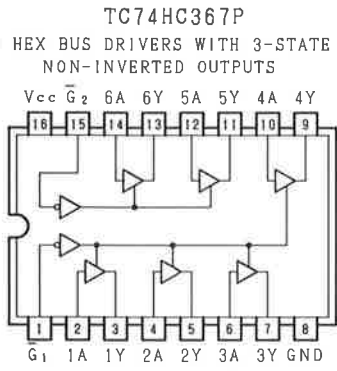 TC74HC367P
HEX BUS DRIVERS WITH 3-STATE
NON-INVERTED OUTPUTS
Vcc G̅₂ 6A 6Y 5A 5Y 4A 4Y
16 15 14 13 12 11 10 9
1 2 3 4 5 6 7 8
G̅₁ 1A 1Y 2A 2Y 3A 3Y GND